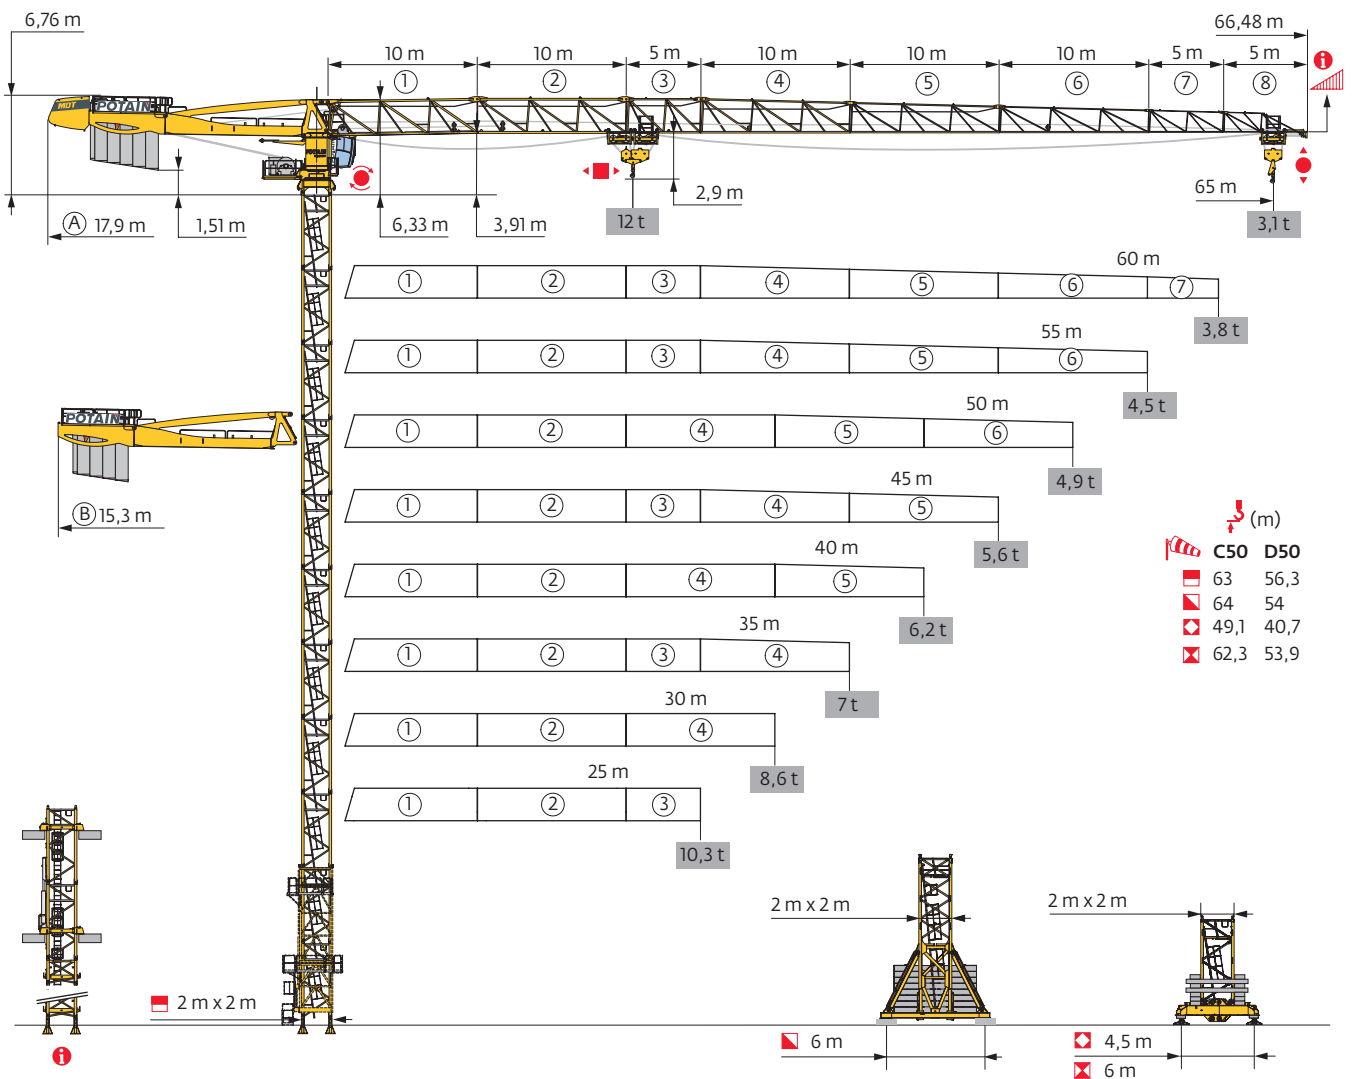 6,76 m
66,48 m
10 m 10 m 5 m 10 m 10 m 10 m 5 m 5 m
1 2 3 4 5 6 7 8
i
MDT POTAIN
POTAIN
A 17,9 m
1,51 m
6,33 m
3,91 m
2,9 m
12 t
65 m
3,1 t
60 m
1 2 3 4 5 6 7
3,8 t
55 m
1 2 3 4 5 6
4,5 t
50 m
1 2 4 5 6
4,9 t
POTAIN
B 15,3 m
45 m
1 2 3 4 5
5,6 t
40 m
1 2 4 5
6,2 t
35 m
1 2 3 4
7 t
30 m
1 2 4
8,6 t
25 m
1 2 3
10,3 t
(m)
C50 D50
63 56,3
64 54
49,1 40,7
62,3 53,9
2 m x 2 m
2 m x 2 m
2 m x 2 m
i
6 m
4,5 m
6 m